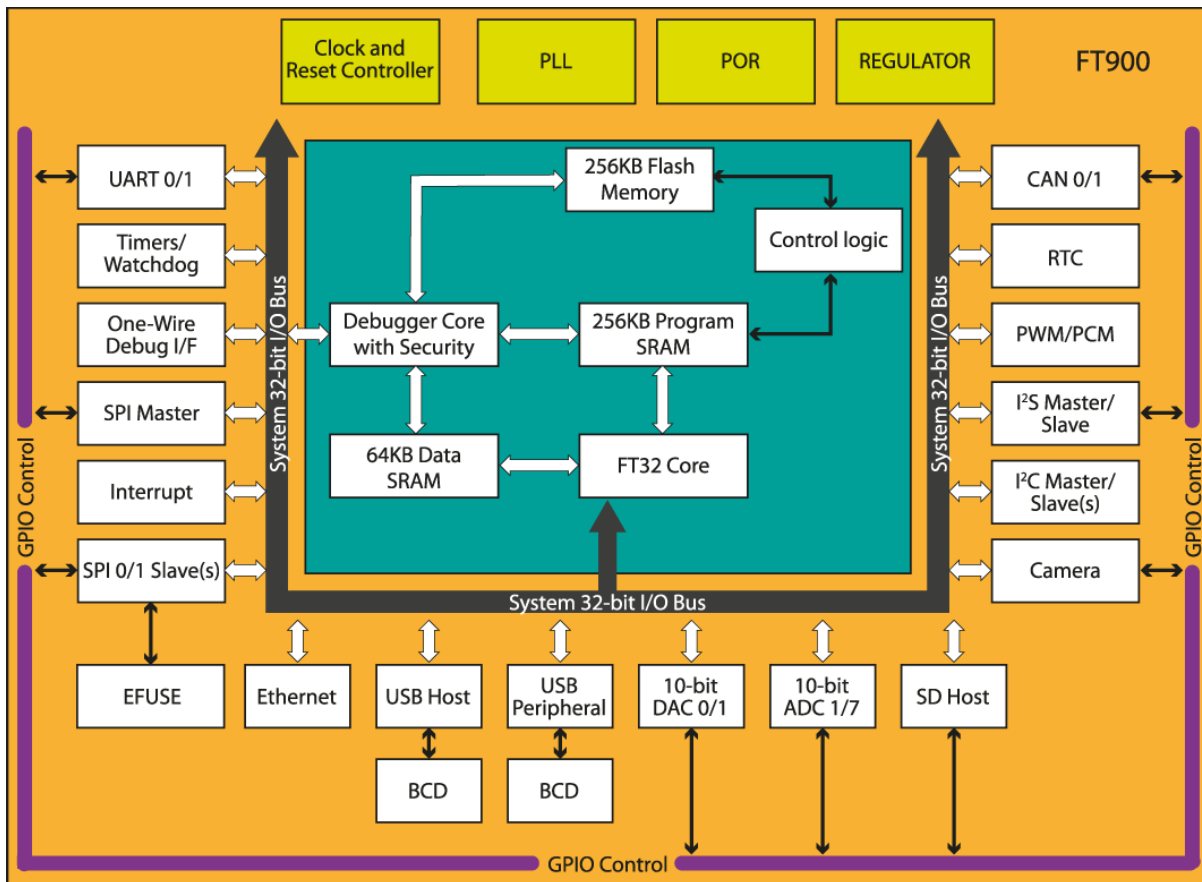 Clock and
Reset Controller
PLL
POR
REGULATOR
FT900
UART 0/1
Timers/
Watchdog
One-Wire
Debug I/F
SPI Master
Interrupt
SPI 0/1 Slave(s)
GPIO Control
System 32-bit I/O Bus
256KB Flash
Memory
Control logic
Debugger Core
with Security
256KB Program
SRAM
64KB Data
SRAM
FT32 Core
System 32-bit I/O Bus
System 32-bit I/O Bus
CAN 0/1
RTC
PWM/PCM
I²S Master/
Slave
I²C Master/
Slave(s)
Camera
GPIO Control
EFUSE
Ethernet
USB Host
USB
Peripheral
10-bit
DAC 0/1
10-bit
ADC 1/7
SD Host
BCD
BCD
GPIO Control